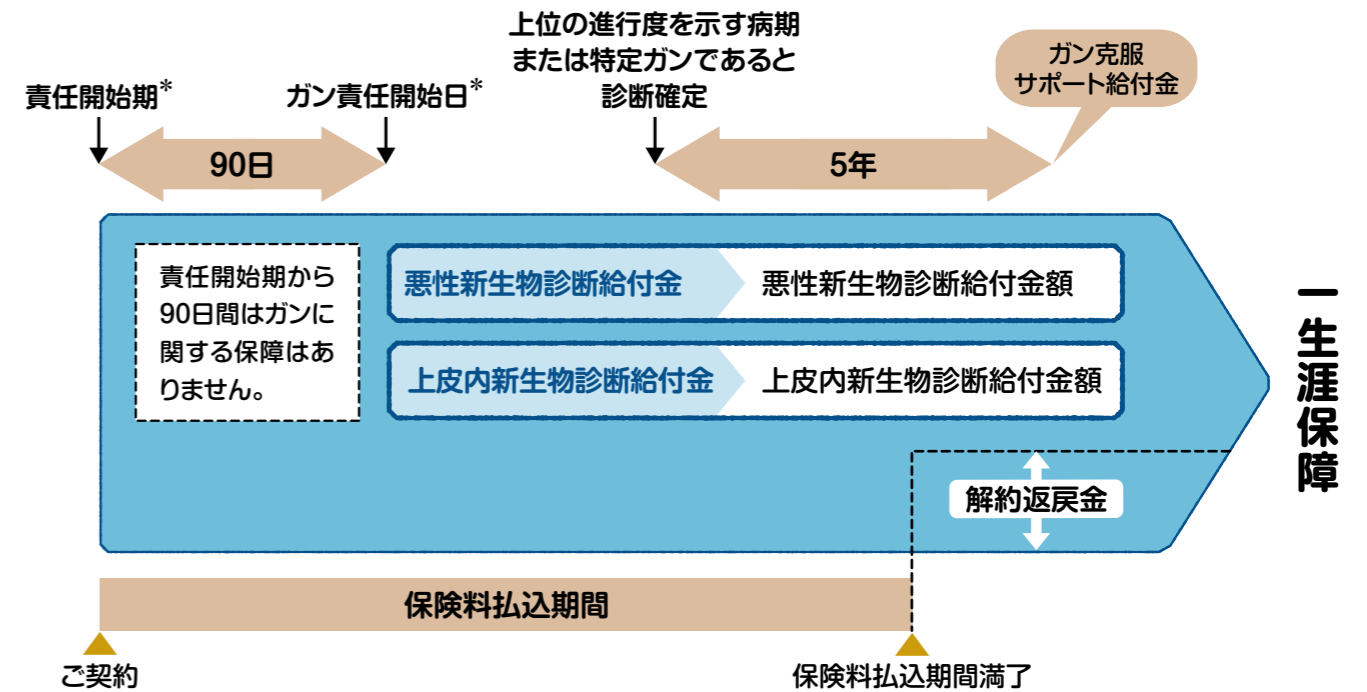 上位の進行度を示す病期
または特定ガンであると
診断確定
ガン克服
サポート給付金
責任開始期*
ガン責任開始日*
90日
5年
責任開始期から
90日間はガンに
関する保障はあ
りません。
悪性新生物診断給付金
悪性新生物診断給付金額
上皮内新生物診断給付金
上皮内新生物診断給付金額
一生涯保障
解約返戻金
保険料払込期間
ご契約
保険料払込期間満了